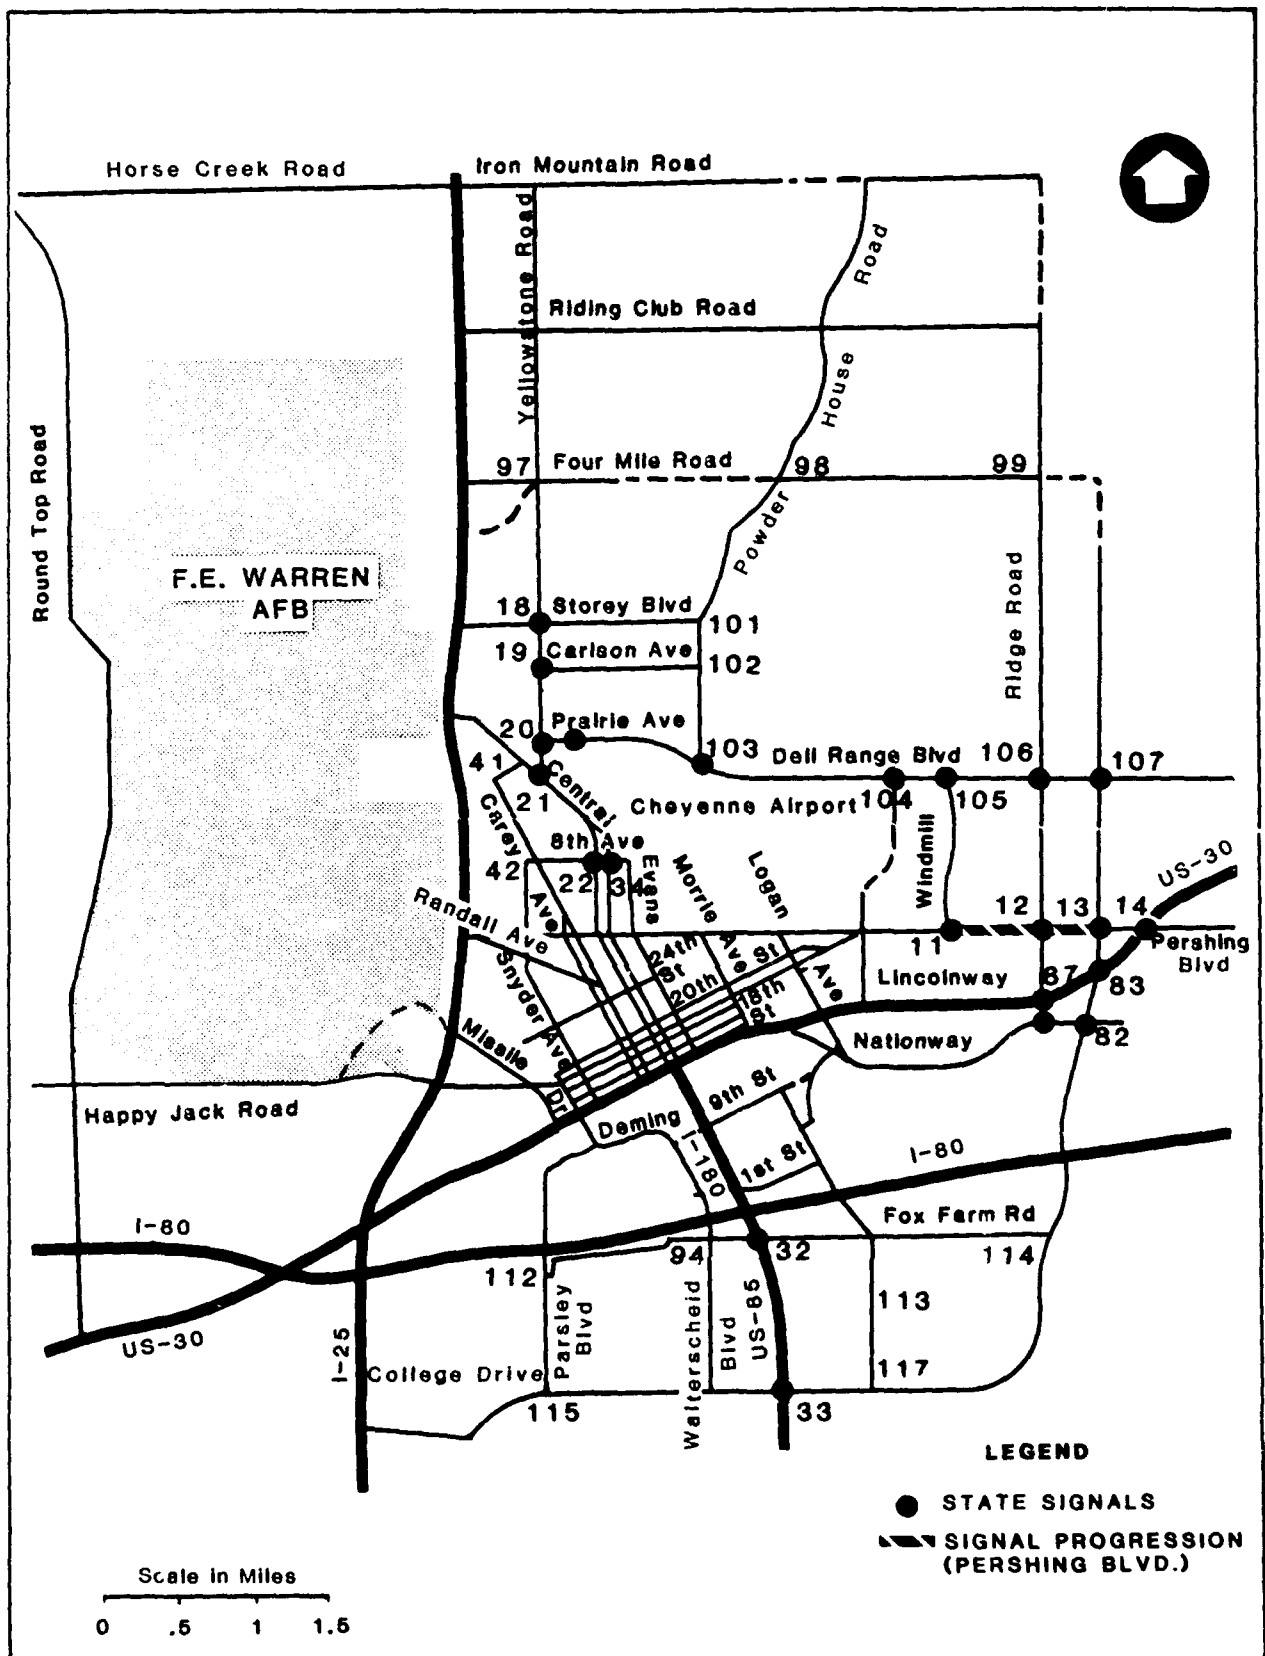 Horse Creek Road
Iron Mountain Road
Yellowstone Road
Road
Riding Club Road
House
Round Top Road
97
Four Mile Road
98
99
Powder
F.E. WARREN
AFB
Ridge Road
18
Storey Blvd
101
19
Carlson Ave
102
20
Prairie Ave
103
Dell Range Blvd
106
107
41
21
Central
Carey
Cheyenne Airport
104
105
8th Ave
42
22
34
Evans
Morrie
Logan
Windmill
US-30
12
13
14
Randall Ave
Ave
11
Pershing
Blvd
24th
St
Ave
St
Ave
20th
18th
St
Lincolnway
87
83
Snyder Ave
Missile
Dr
Nationway
82
Happy Jack Road
Deming
9th St
I-180
1st St
I-80
I-80
Fox Farm Rd
94
32
114
112
Parsley
Blvd
Walterscheid
Blvd
US-85
113
US-30
I-25
College Drive
117
115
33
LEGEND
STATE SIGNALS
SIGNAL PROGRESSION
(PERSHING BLVD.)
Scale in Miles
0 .5 1 1.5